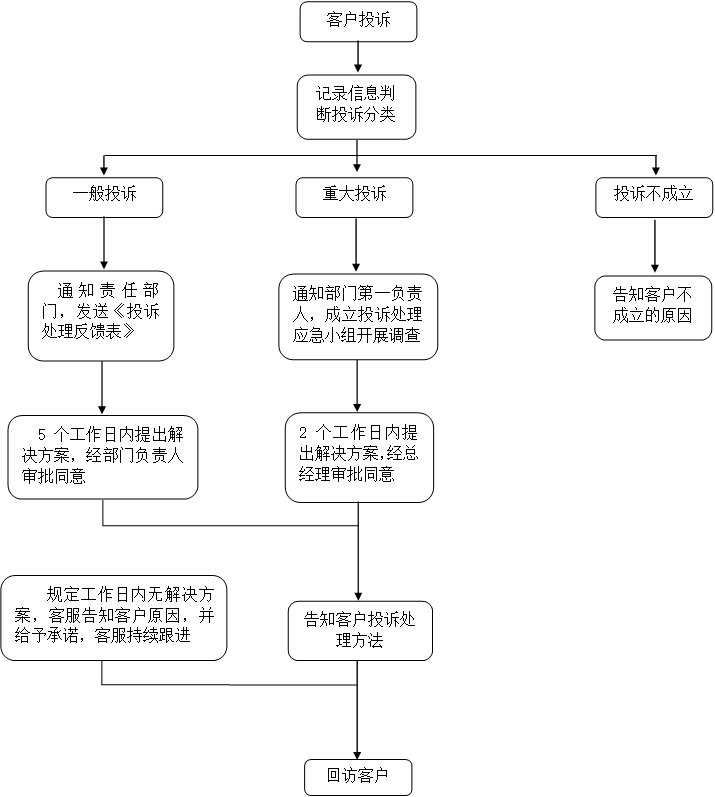 客户投诉
记录信息判
断投诉分类
一般投诉
重大投诉
投诉不成立
通知责任部
门，发送《投诉
处理反馈表》
通知部门第一负责
人，成立投诉处理
应急小组开展调查
告知客户不
成立的原因
5 个工作日内提出解
决方案，经部门负责人
审批同意
2 个工作日内提
出解决方案，经总
经理审批同意
规定工作日内无解决方
案，客服告知客户原因，并
给予承诺，客服持续跟进
告知客户投诉处
理方法
回访客户